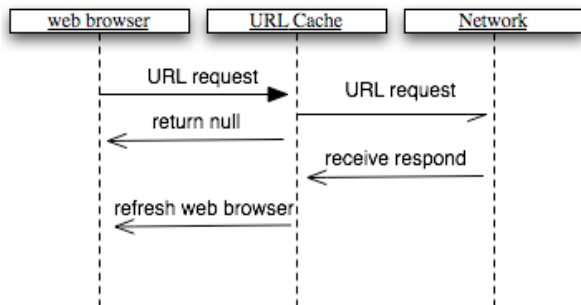 web browser
URL Cache
Network
URL request
URL request
return null
receive respond
refresh web browser